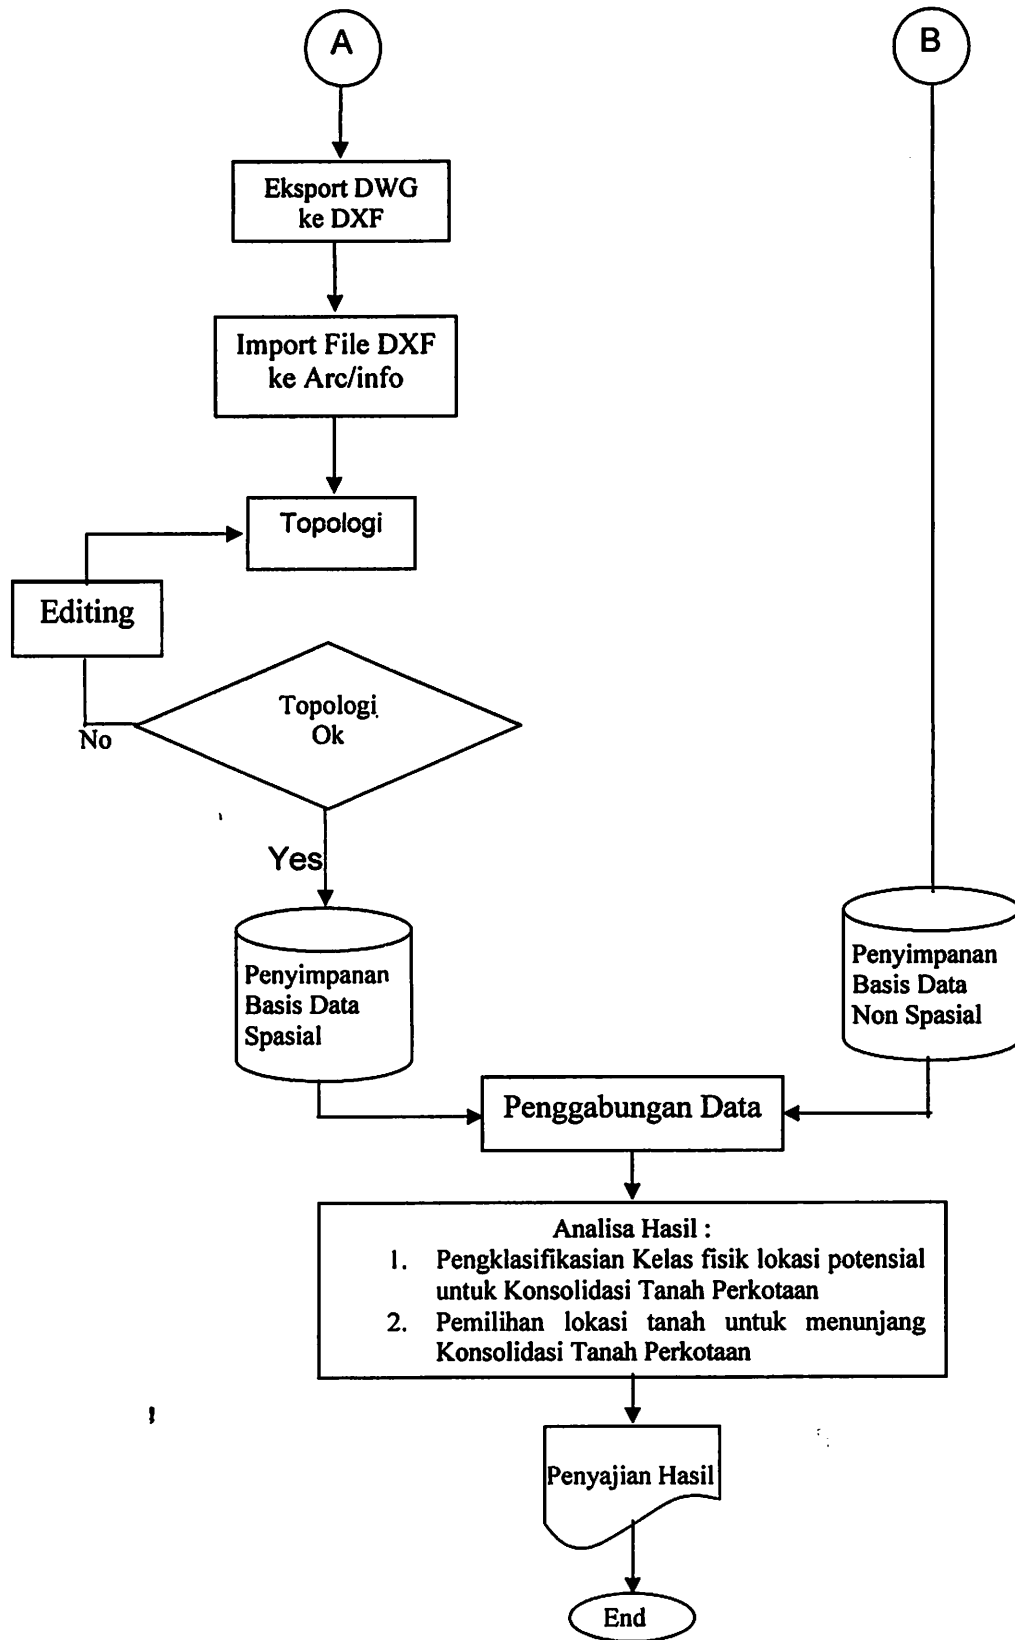 A
B
Eksport DWG
ke DXF
Import File DXF
ke Arc/info
Topologi
Editing
Topologi
Ok
No
Yes
Penyimpanan
Basis Data
Spasial
Penyimpanan
Basis Data
Non Spasial
Penggabungan Data
Analisa Hasil :
1. Pengklasifikasian Kelas fisik lokasi potensial
untuk Konsolidasi Tanah Perkotaan
2. Pemilihan lokasi tanah untuk menunjang
Konsolidasi Tanah Perkotaan
Penyajian Hasil
End